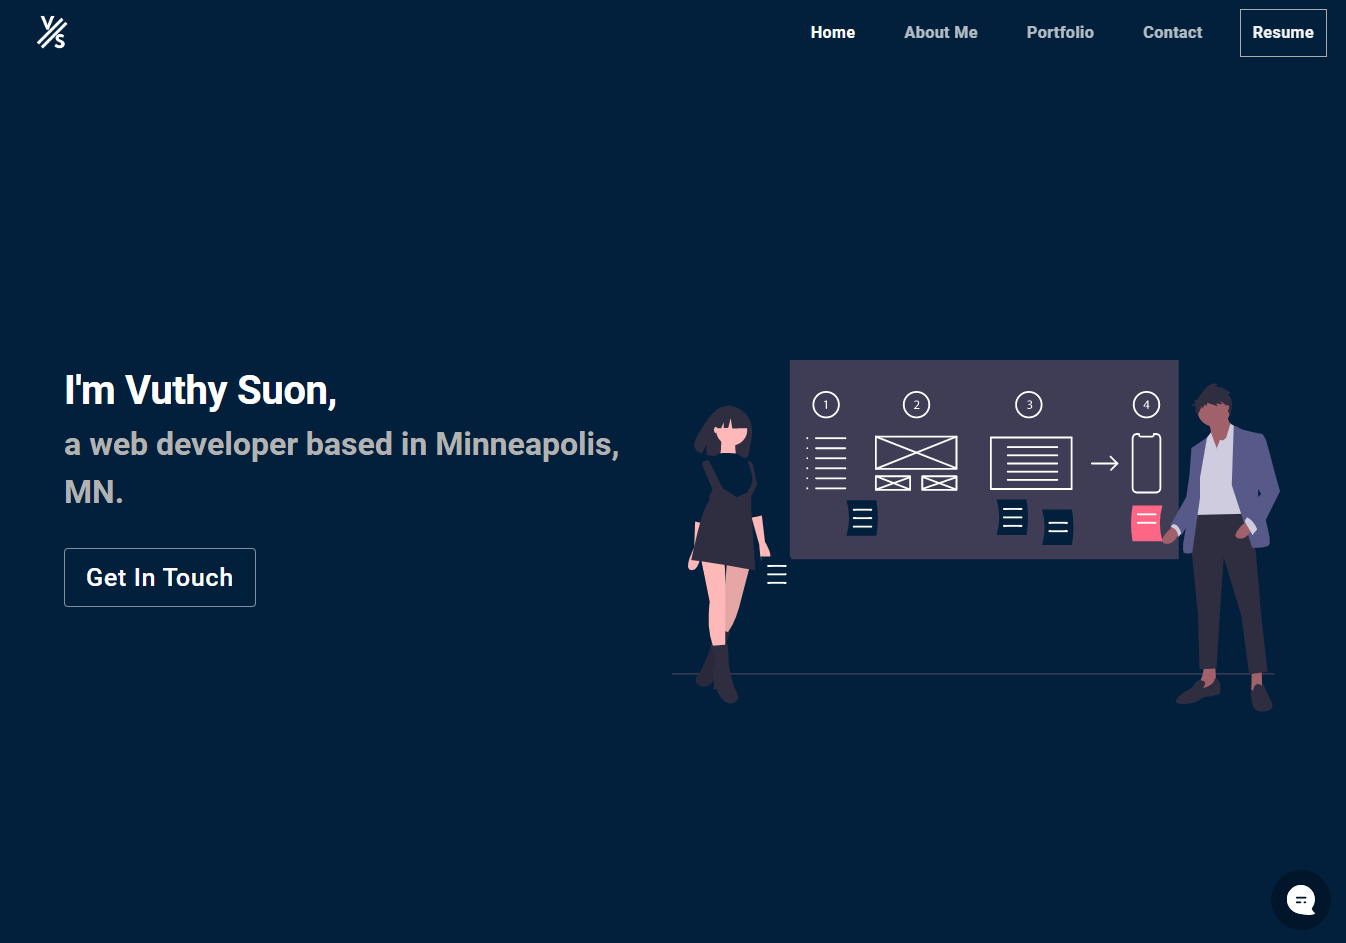 VS
Home
About Me
Portfolio
Contact
Resume
I'm Vuthy Suon,
a web developer based in Minneapolis,
MN.
Get In Touch
1
2
3
4